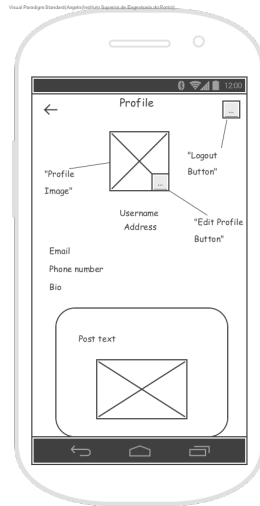 Visual Paradigm Standard(Angelo(Instituto Superior de Engenharia do Porto))
12:00
Profile
"Logout
Button"
"Profile
Image"
"Edit Profile
Button"
Username
Address
Email
Phone number
Bio
Post text